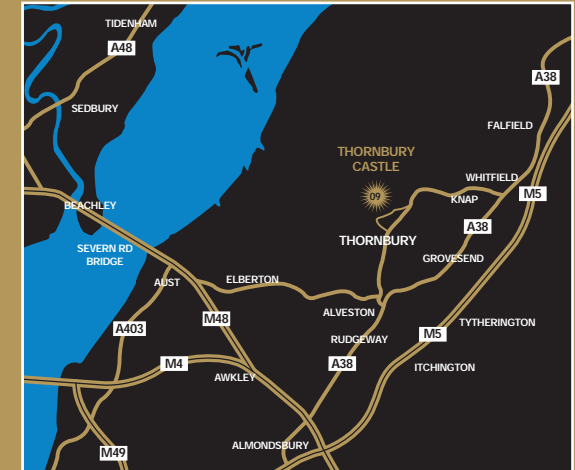 TIDENHAM
A48
A38
SEDBURY
FALFIELD
THORNBURY
CASTLE
WHITFIELD
M5
09
KNAP
BEACHLEY
A38
THORNBURY
SEVERN RD
BRIDGE
GROVESEND
AUST
ELBERTON
ALVESTON
M48
TYTHERINGTON
A403
M5
RUDGEWAY
M4
A38
ITCHINGTON
AWKLEY
ALMONDSBURY
M49